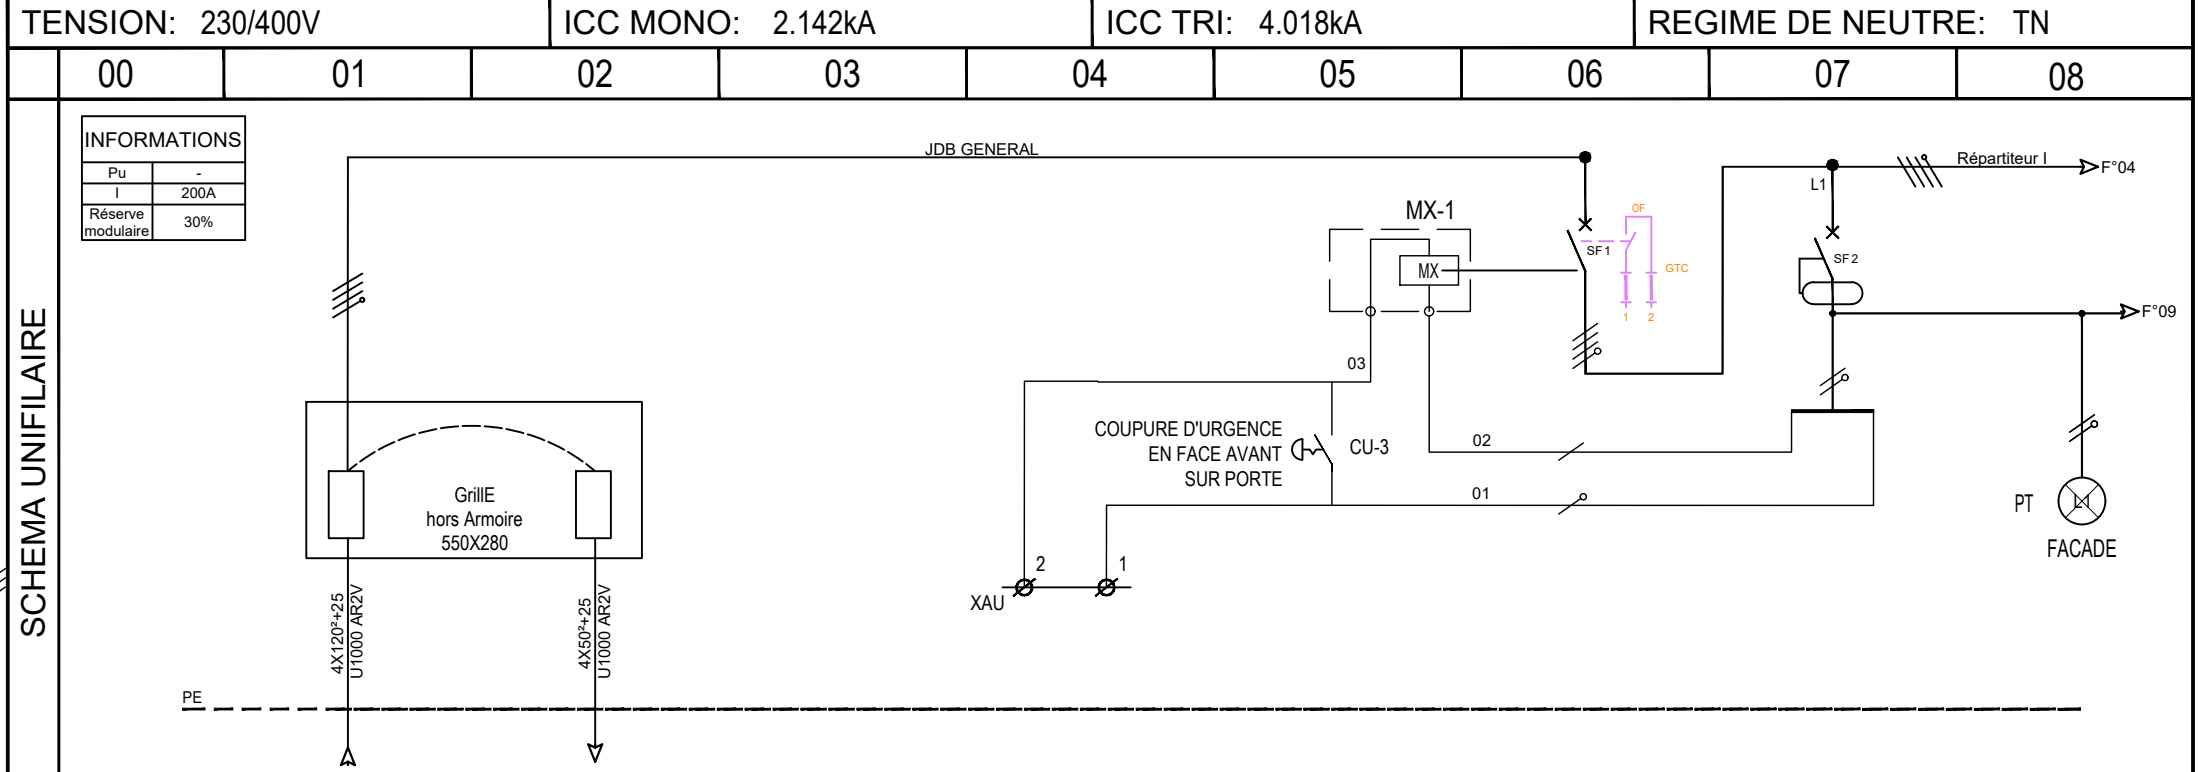 TENSION: 230/400V
ICC MONO: 2.142kA
ICC TRI: 4.018kA
REGIME DE NEUTRE: TN
00 01 02 03 04 05 06 07 08
SCHEMA UNIFILAIRE
INFORMATIONS
Pu -
I 200A
Réserve modulaire 30%
JDB GENERAL
Répartiteur I
F°04
L1
MX-1
MX
OF
SF1
GTC
1 2
SF2
F°09
03
COUPURE D'URGENCE
EN FACE AVANT
SUR PORTE
CU-3
02
01
GrillE
hors Armoire
550X280
PT
L1
FACADE
2 1
XAU
4X120²+25
U1000 AR2V
4X50²+25
U1000 AR2V
PE